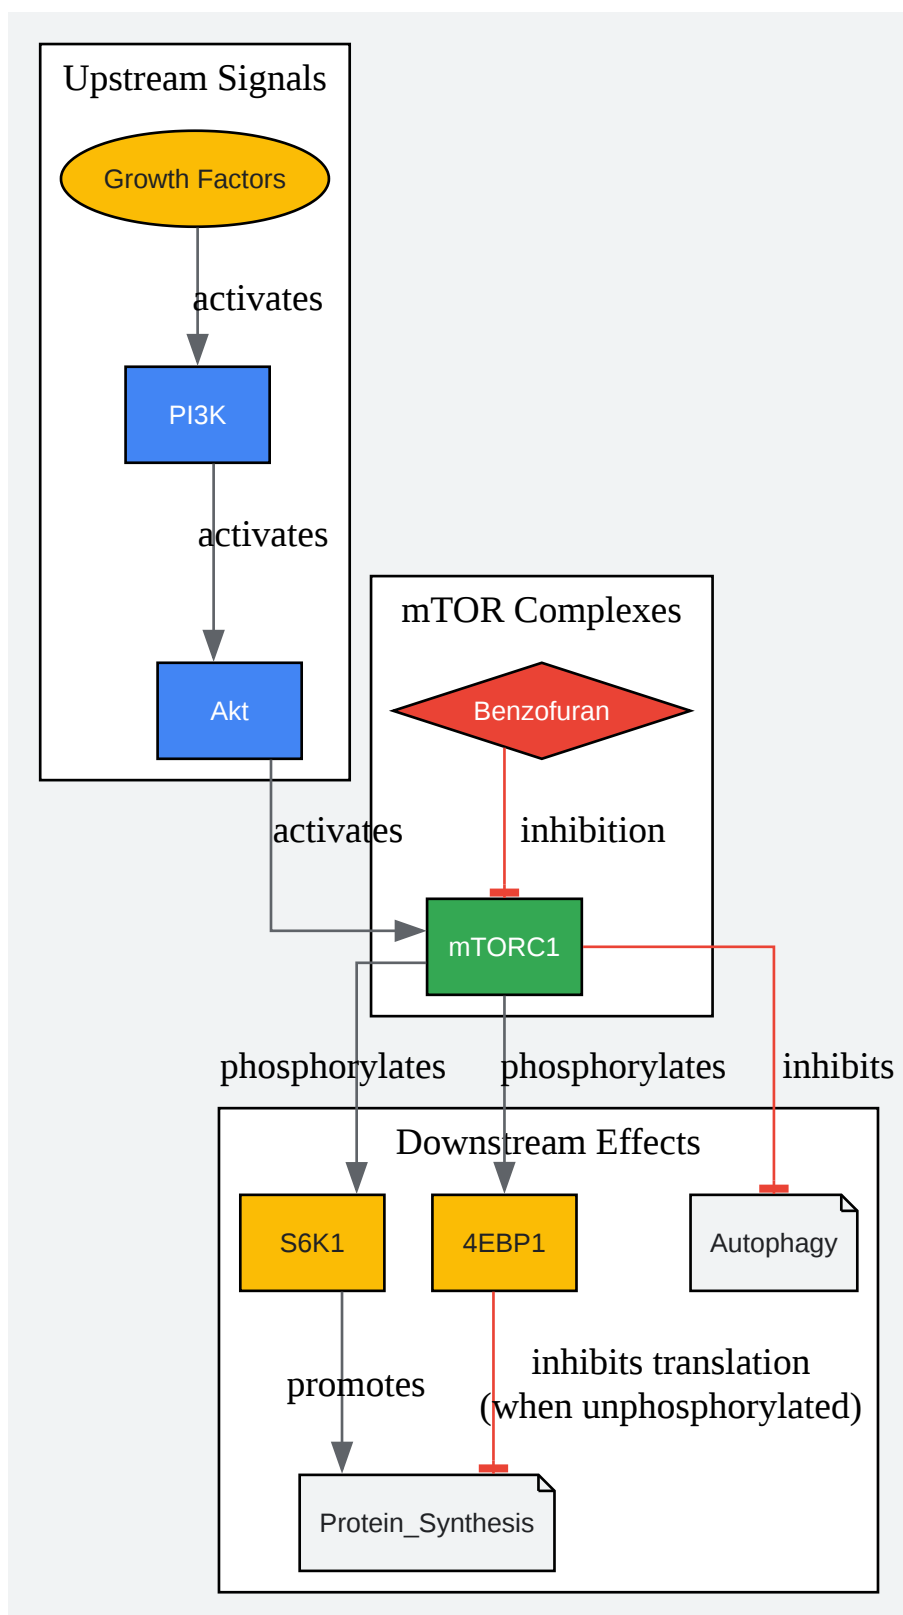 Upstream Signals
Growth Factors
activates
PI3K
activates
Akt
activates
mTOR Complexes
Benzofuran
inhibition
mTORC1
phosphorylates
phosphorylates
inhibits
Downstream Effects
S6K1
4EBP1
Autophagy
promotes
inhibits translation
(when unphosphorylated)
Protein_Synthesis